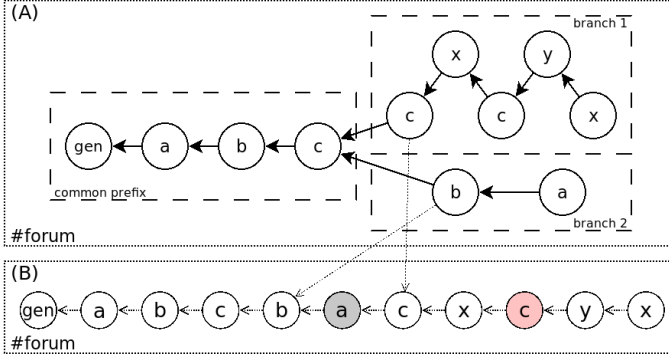 (A)
branch 1
x y
c c x
gen a b c
common prefix
b a
branch 2
#forum
(B)
gen a b c b a c x c y x
#forum